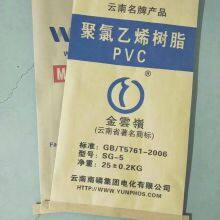 云南名牌产品
聚氯乙烯树脂
PVC
金雲嶺
(云南省著名商标)
标准: GB/T5761-2006
型号: SG-5
净重: 25±0.2KG
云南南磷集团电化有限公司
HTTP://WWW.YUNPHOS.COM